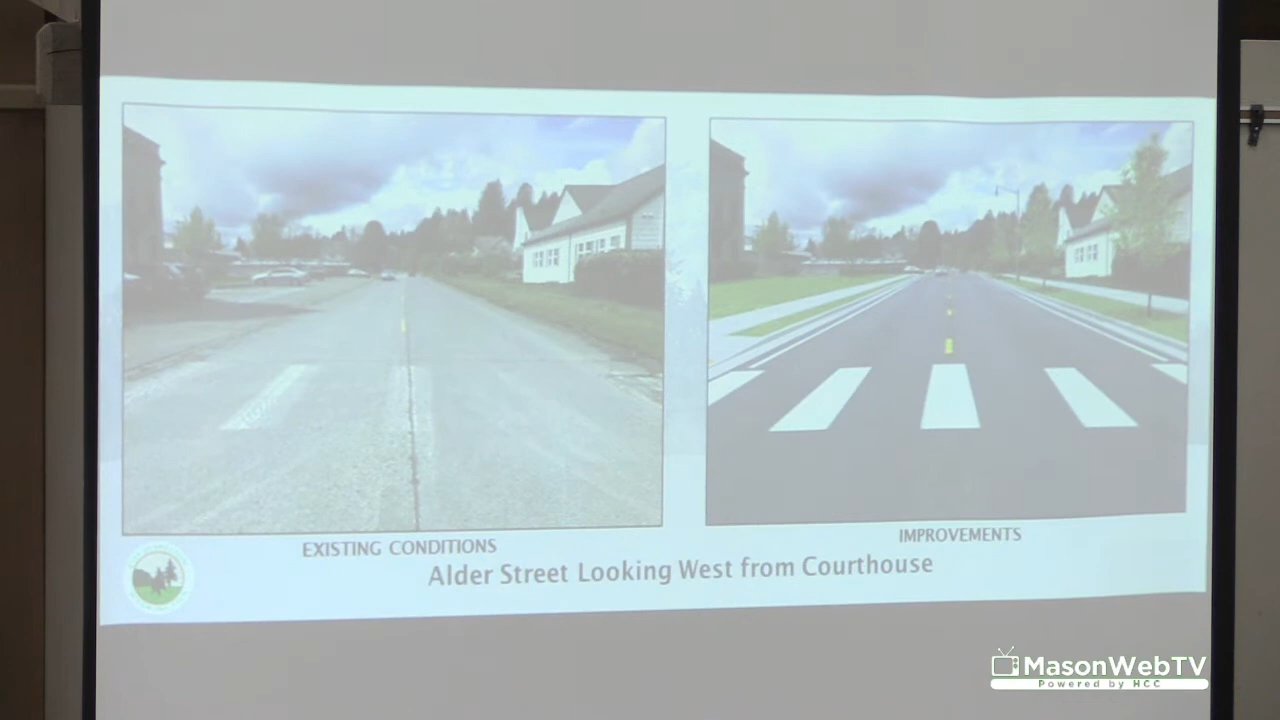 EXISTING CONDITIONS
IMPROVEMENTS
Alder Street Looking West from Courthouse
MasonWebTV
Powered by HCC